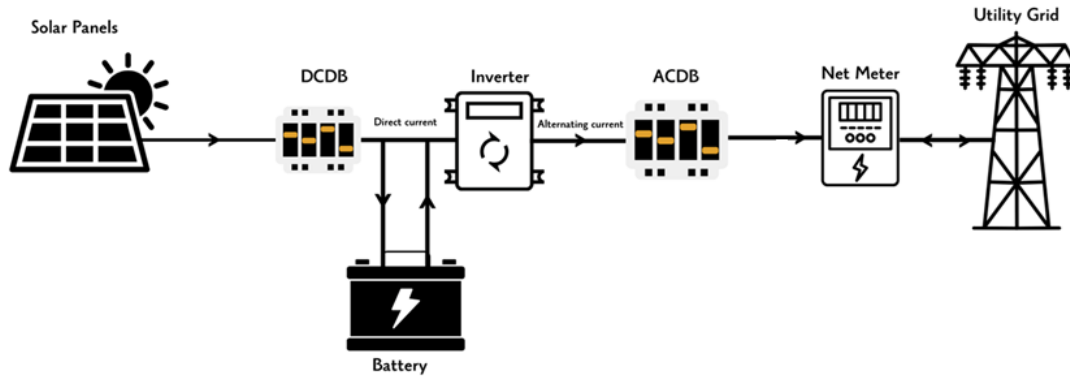 Solar Panels
DCDB
Inverter
ACDB
Net Meter
Utility Grid
Direct current
Alternating current
Battery